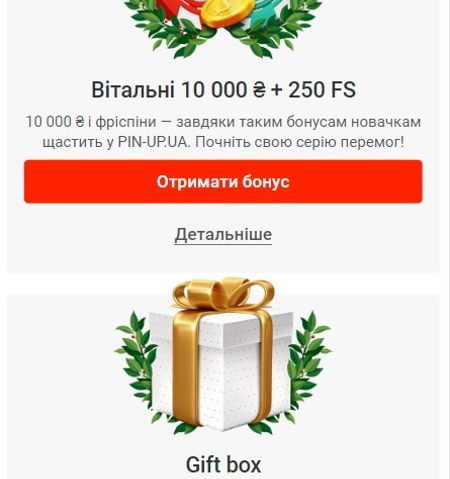 Вітальні 10 000 ₴ + 250 FS
10 000 ₴ і фріспіни — завдяки таким бонусам новачкам
щастить у PIN-UP.UA. Почніть свою серію перемог!
Отримати бонус
Детальніше
Gift box